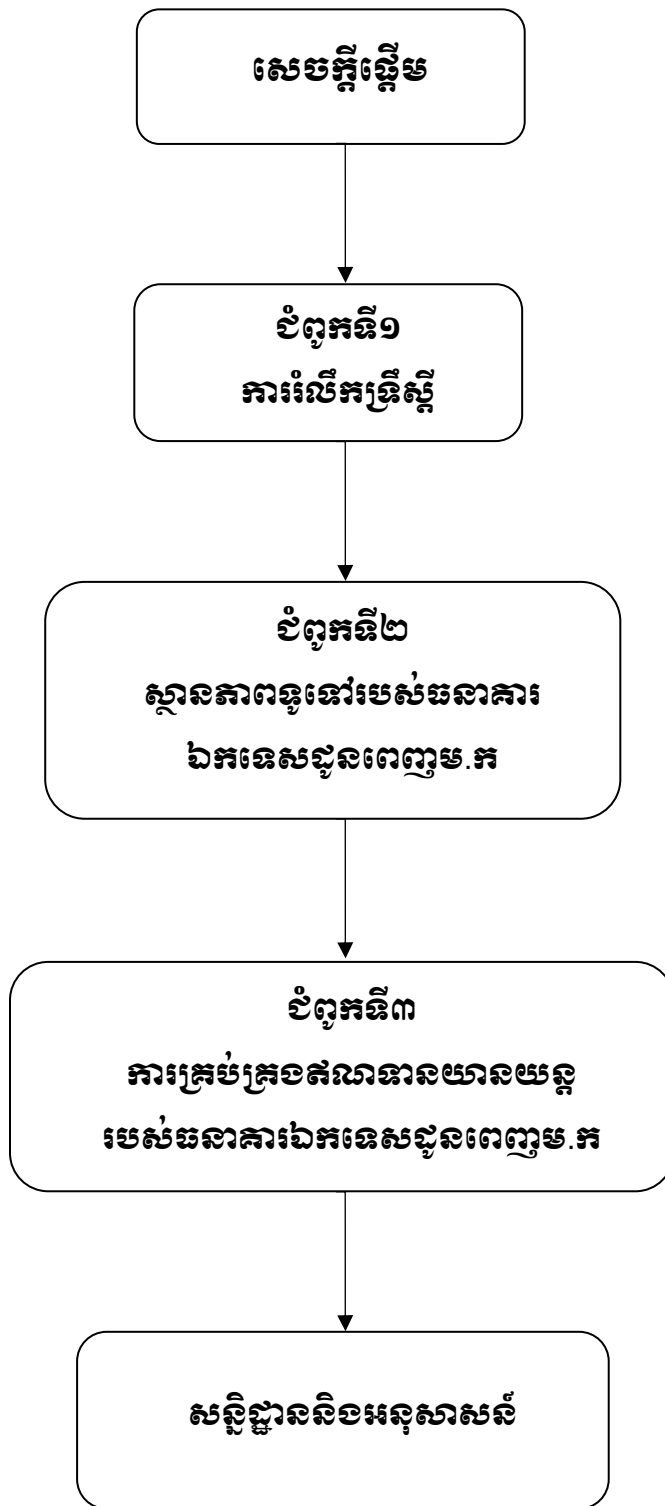 សេចក្តីផ្តើម
ជំពូកទី១
ការរំលឹកទ្រឹស្តី
ជំពូកទី២
ស្ថានភាពទូទៅរបស់ធនាគារ
ឯកទេសដូនពេញម.ក
ជំពូកទី៣
ការគ្រប់គ្រងឥណទានយានយន្ត
របស់ធនាគារឯកទេសដូនពេញម.ក
សន្និដ្ឋាននិងអនុសាសន៍